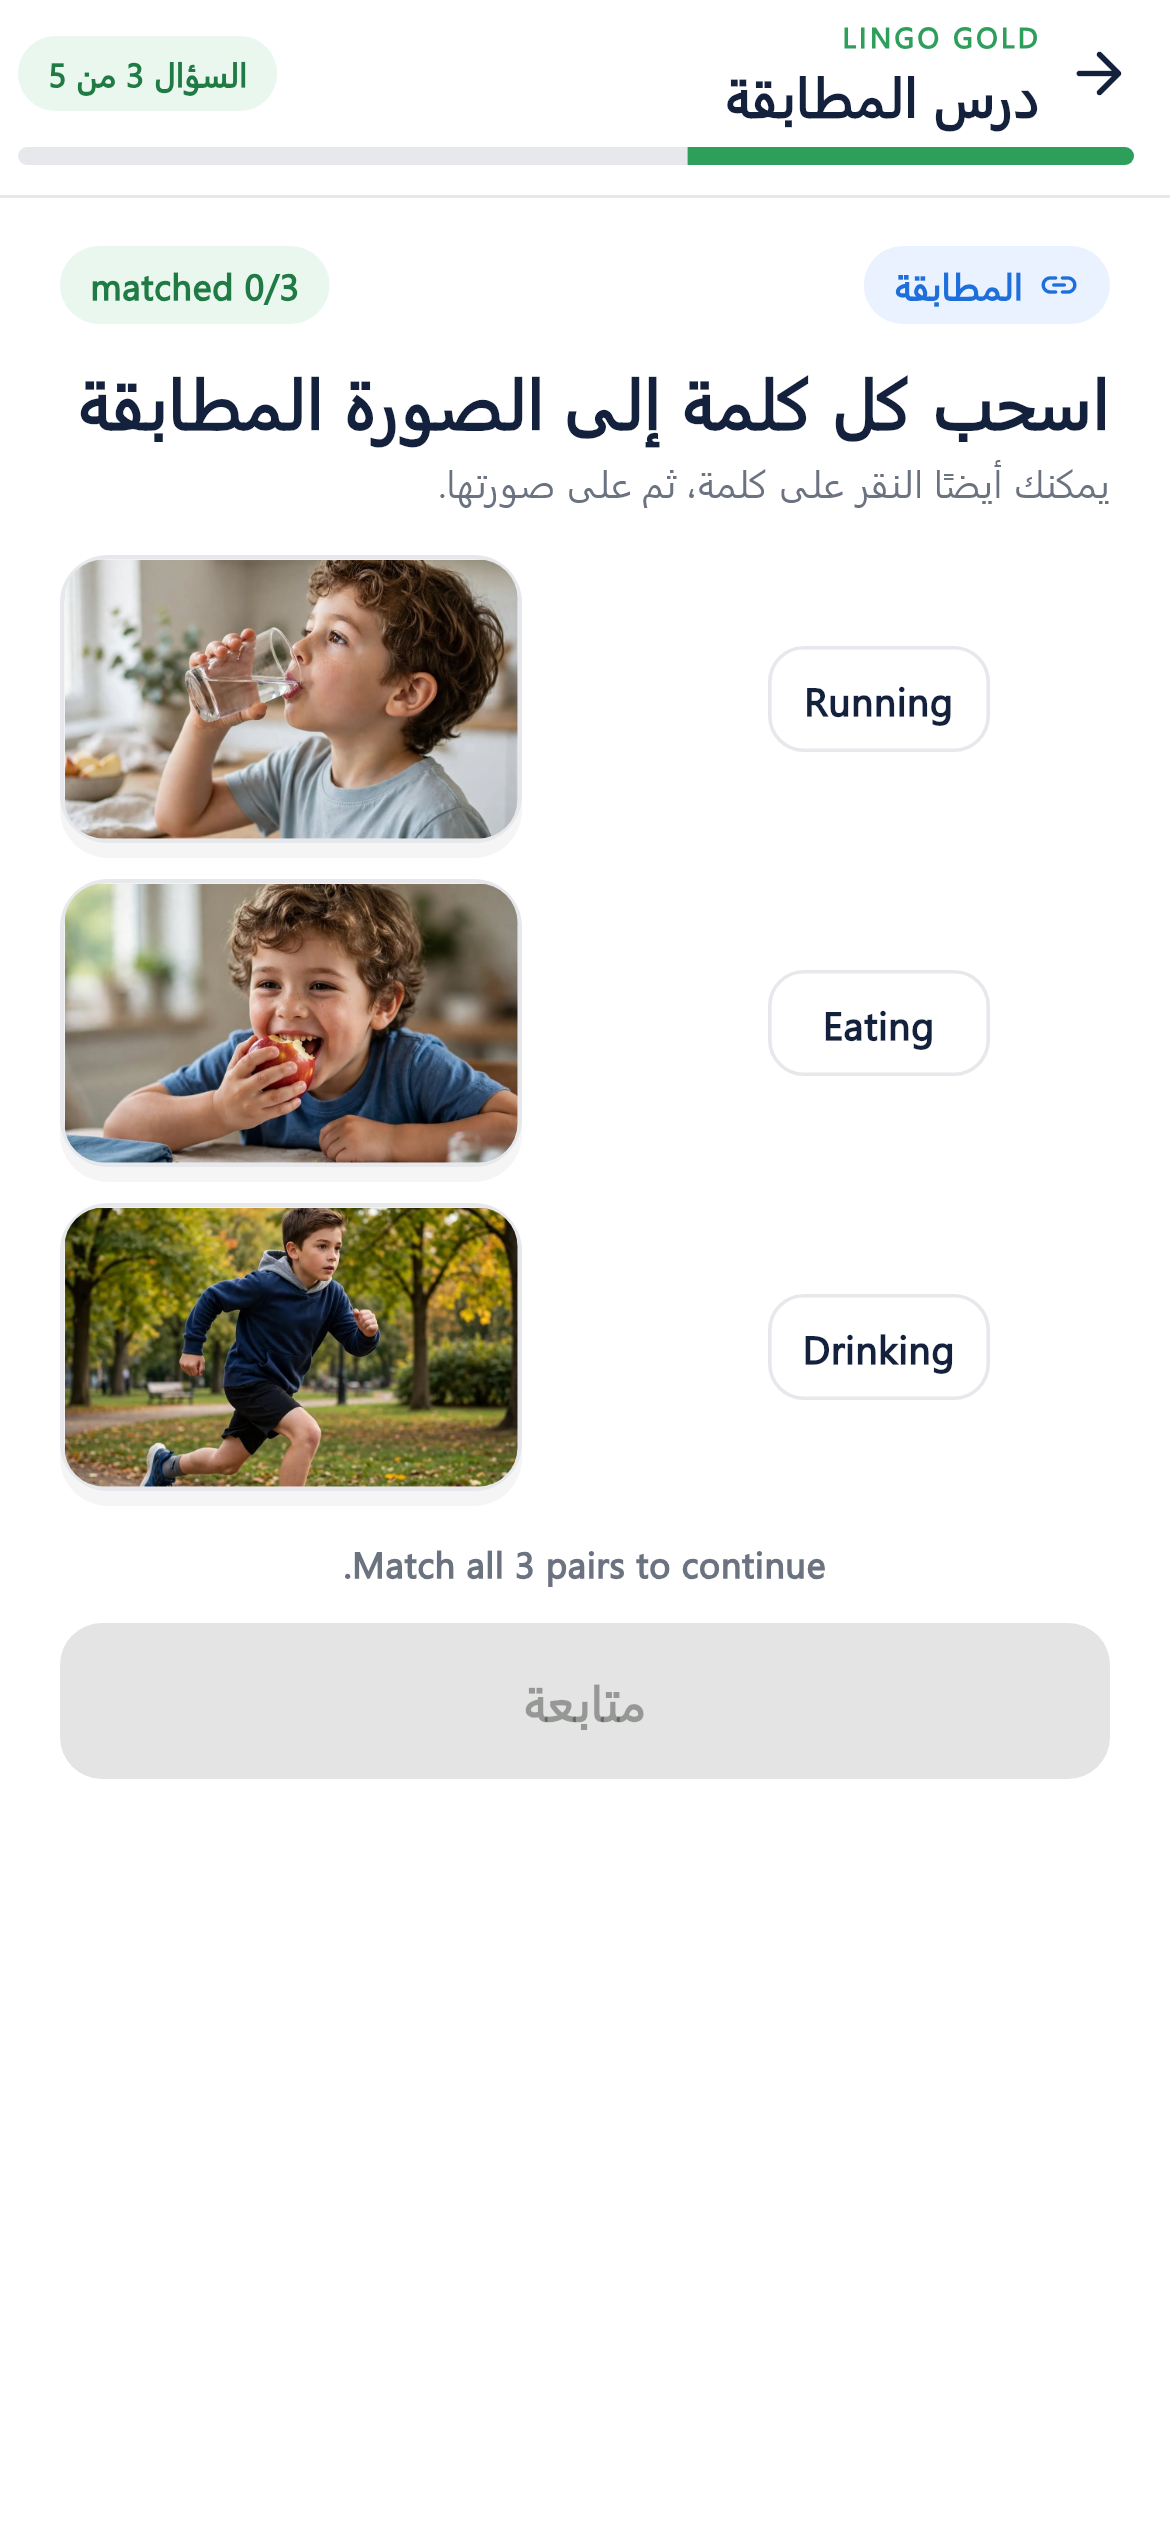 LINGO GOLD
درس المطابقة
السؤال 3 من 5
المطابقة
matched 0/3
اسحب كل كلمة إلى الصورة المطابقة
يمكنك أيضًا النقر على كلمة، ثم على صورتها.
Running
Eating
Drinking
.Match all 3 pairs to continue
متابعة